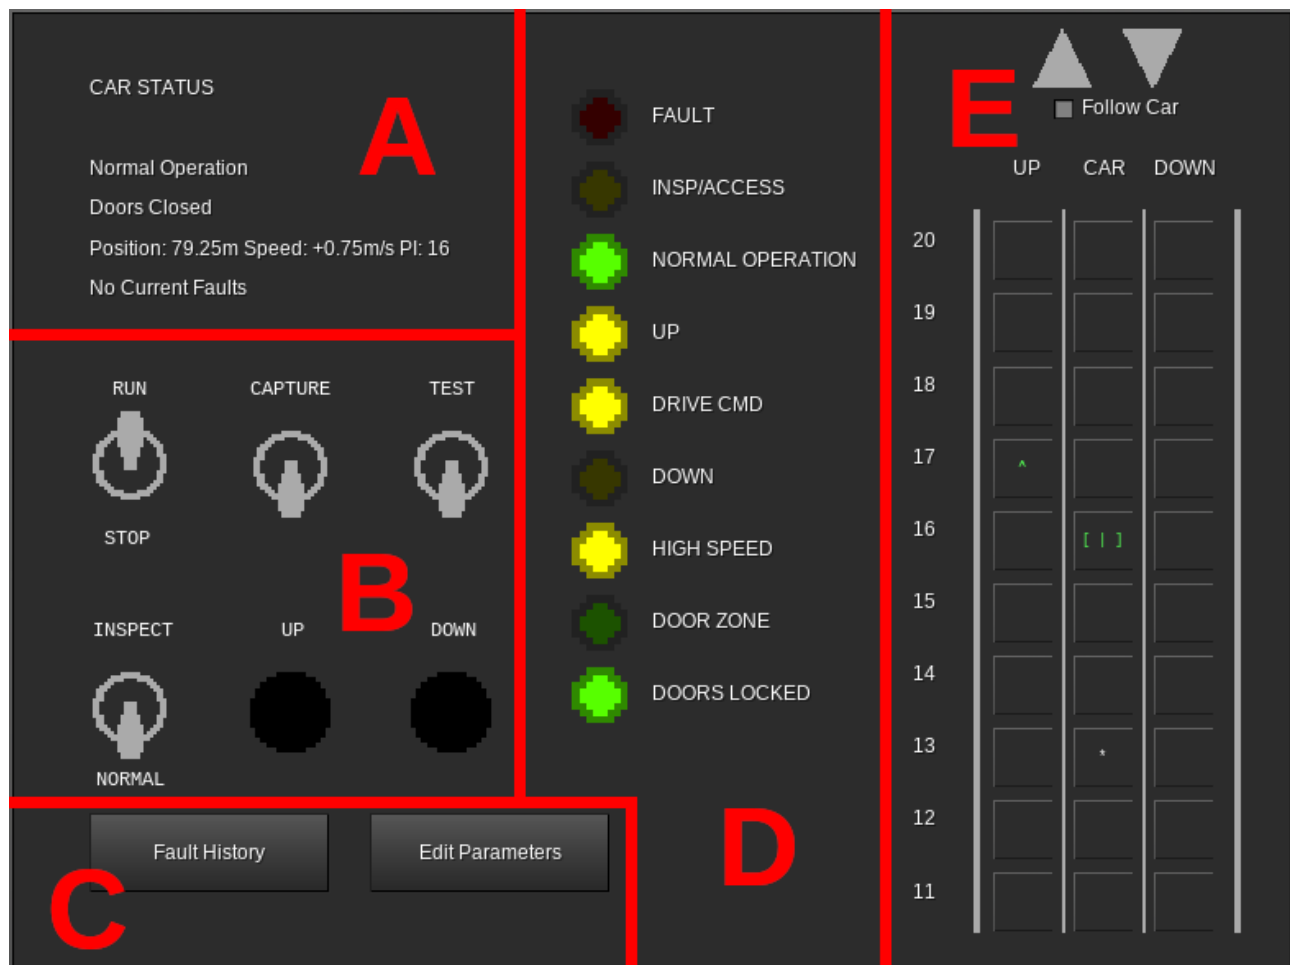 CAR STATUS
A
Normal Operation
Doors Closed
Position: 79.25m Speed: +0.75m/s PI: 16
No Current Faults
RUN CAPTURE TEST
STOP
B
INSPECT UP DOWN
NORMAL
Fault History Edit Parameters
C
FAULT
INSP/ACCESS
NORMAL OPERATION
UP
DRIVE CMD
DOWN
HIGH SPEED
DOOR ZONE
DOORS LOCKED
D
E
Follow Car
UP CAR DOWN
20
19
18
17 ^
16 [ | ]
15
14
13 *
12
11